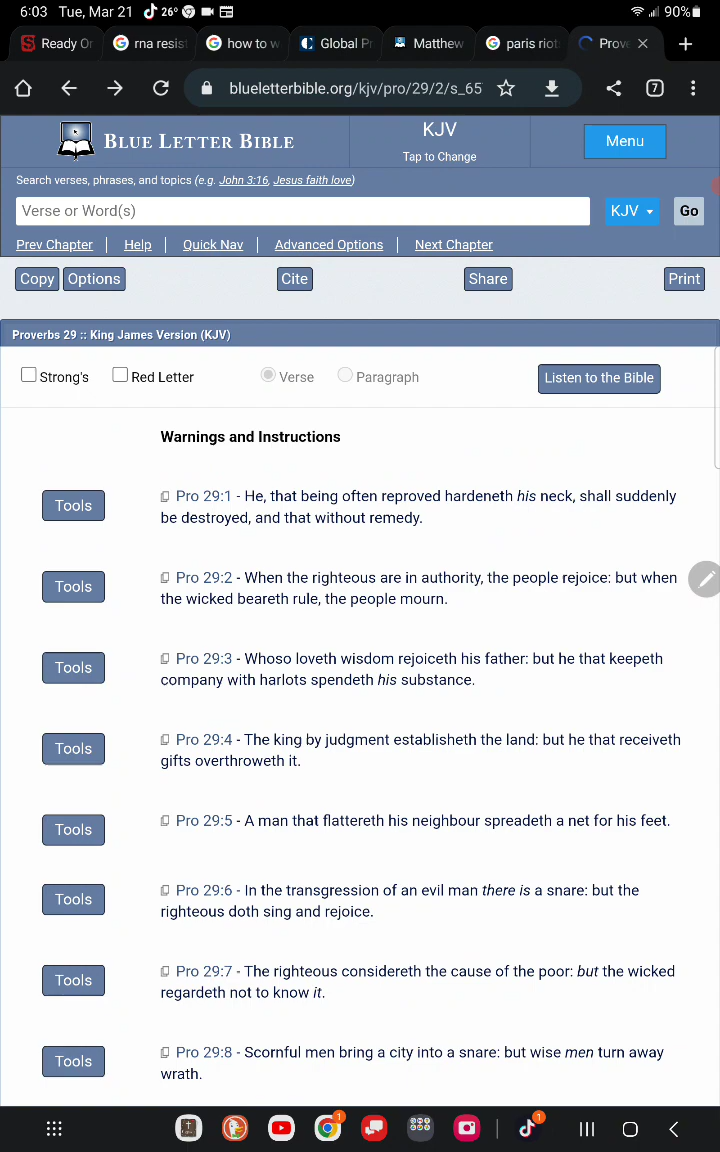 6:03 Tue, Mar 21 26° 90%
Ready Or rna resist how to w Global Pr Matthew paris riot Prove
blueletterbible.org/kjv/pro/29/2/s_65 7
BLUE LETTER BIBLE KJV Menu
Tap to Change
Search verses, phrases, and topics (e.g. John 3:16, Jesus faith love)
Verse or Word(s) KJV Go
Prev Chapter | Help | Quick Nav | Advanced Options | Next Chapter
Copy Options Cite Share Print
Proverbs 29 :: King James Version (KJV)
Strong's Red Letter Verse Paragraph Listen to the Bible
Warnings and Instructions
Tools Pro 29:1 - He, that being often reproved hardeneth his neck, shall suddenly
be destroyed, and that without remedy.
Tools Pro 29:2 - When the righteous are in authority, the people rejoice: but when
the wicked beareth rule, the people mourn.
Tools Pro 29:3 - Whoso loveth wisdom rejoiceth his father: but he that keepeth
company with harlots spendeth his substance.
Tools Pro 29:4 - The king by judgment establisheth the land: but he that receiveth
gifts overthroweth it.
Tools Pro 29:5 - A man that flattereth his neighbour spreadeth a net for his feet.
Tools Pro 29:6 - In the transgression of an evil man there is a snare: but the
righteous doth sing and rejoice.
Tools Pro 29:7 - The righteous considereth the cause of the poor: but the wicked
regardeth not to know it.
Tools Pro 29:8 - Scornful men bring a city into a snare: but wise men turn away
wrath.
1 1